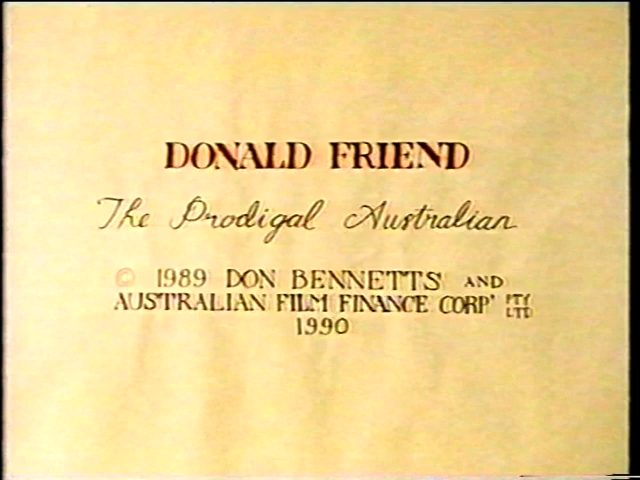 DONALD FRIEND
The Prodigal Australian
© 1989 DON BENNETTS AND
AUSTRALIAN FILM FINANCE CORP' PTY LTD
1990